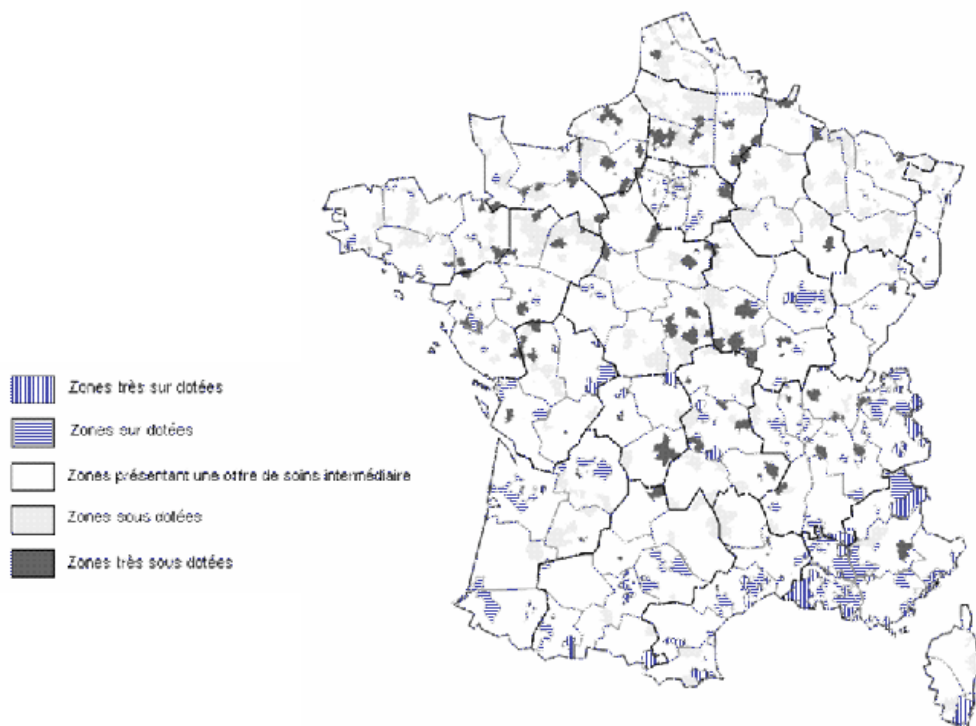 Zones très sur dotées
Zones sur dotées
Zones présentant une offre de soins intermédiaire
Zones sous dotées
Zones très sous dotées